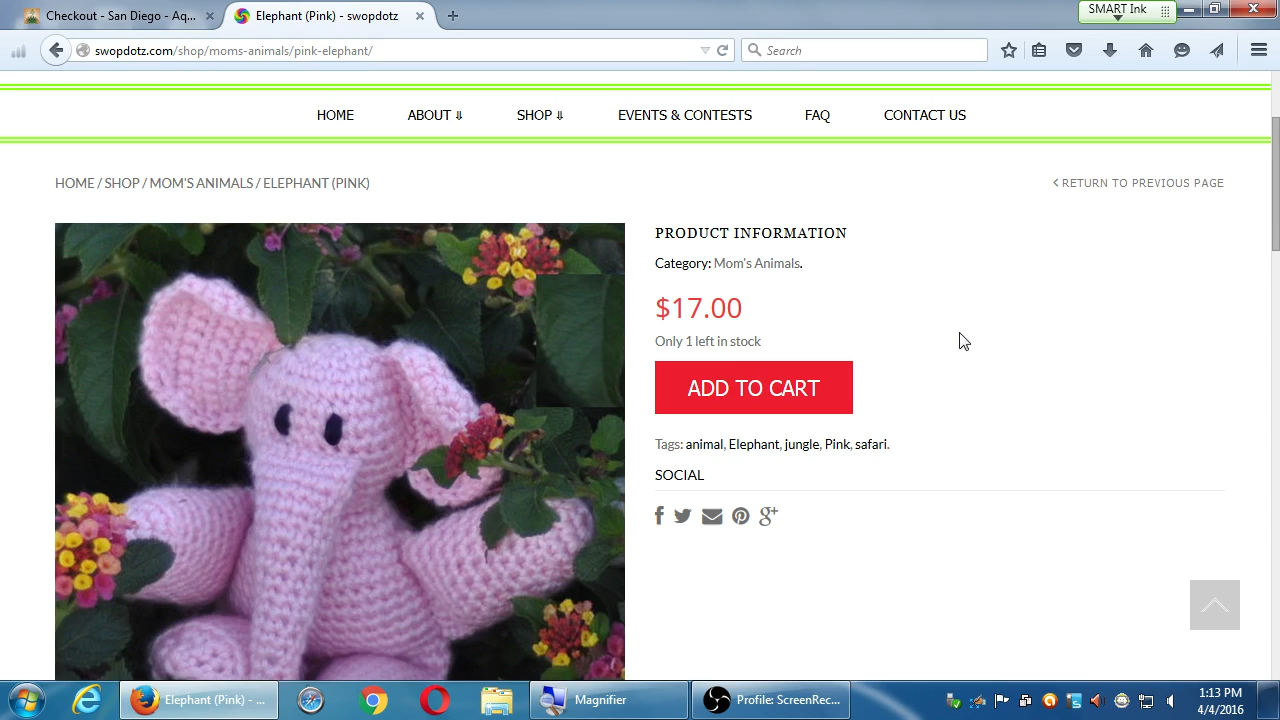 Checkout - San Diego - Aq...
Elephant (Pink) - swopdotz
SMART Ink
swopdotz.com/shop/moms-animals/pink-elephant/
Search
HOME
ABOUT ⇓
SHOP ⇓
EVENTS & CONTESTS
FAQ
CONTACT US
HOME / SHOP / MOM'S ANIMALS / ELEPHANT (PINK)
RETURN TO PREVIOUS PAGE
PRODUCT INFORMATION
Category: Mom's Animals.
$17.00
Only 1 left in stock
ADD TO CART
Tags: animal, Elephant, jungle, Pink, safari.
SOCIAL
Elephant (Pink) - ...
Magnifier
Profile: ScreenRec...
1:13 PM
4/4/2016